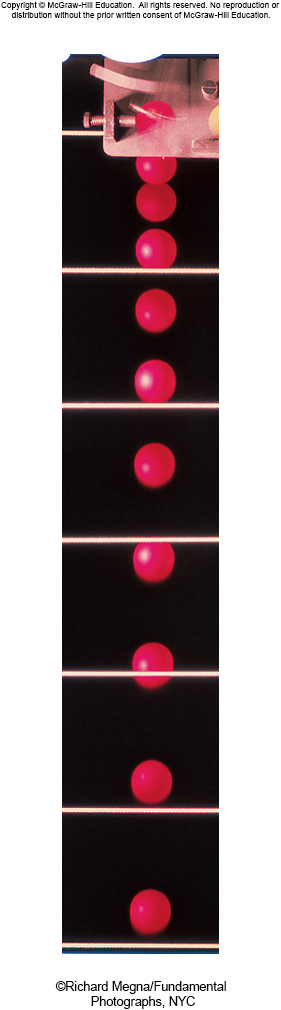 Copyright © McGraw-Hill Education.  All rights reserved. No reproduction or
distribution without the prior written consent of McGraw-Hill Education.
©Richard Megna/Fundamental
Photographs, NYC